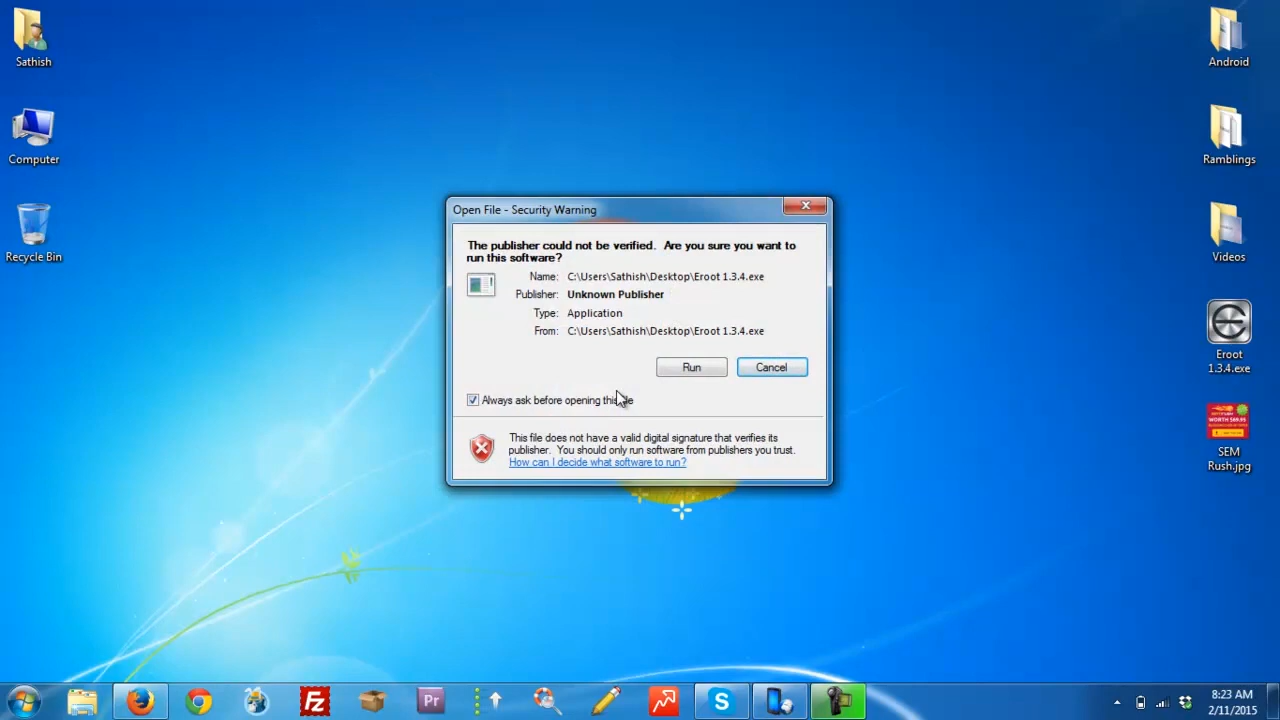 Sathish
Computer
Recycle Bin
Open File - Security Warning
The publisher could not be verified.  Are you sure you want to
run this software?
Name: C:\Users\Sathish\Desktop\Eroot 1.3.4.exe
Publisher: Unknown Publisher
Type: Application
From: C:\Users\Sathish\Desktop\Eroot 1.3.4.exe
Run
Cancel
Always ask before opening this
This file does not have a valid digital signature that verifies its
publisher.  You should only run software from publishers you trust.
How can I decide what software to run?
Android
Ramblings
Videos
Eroot
1.3.4.exe
SEM
Rush.jpg
Fz
Pr
S
8:23 AM
2/11/2015